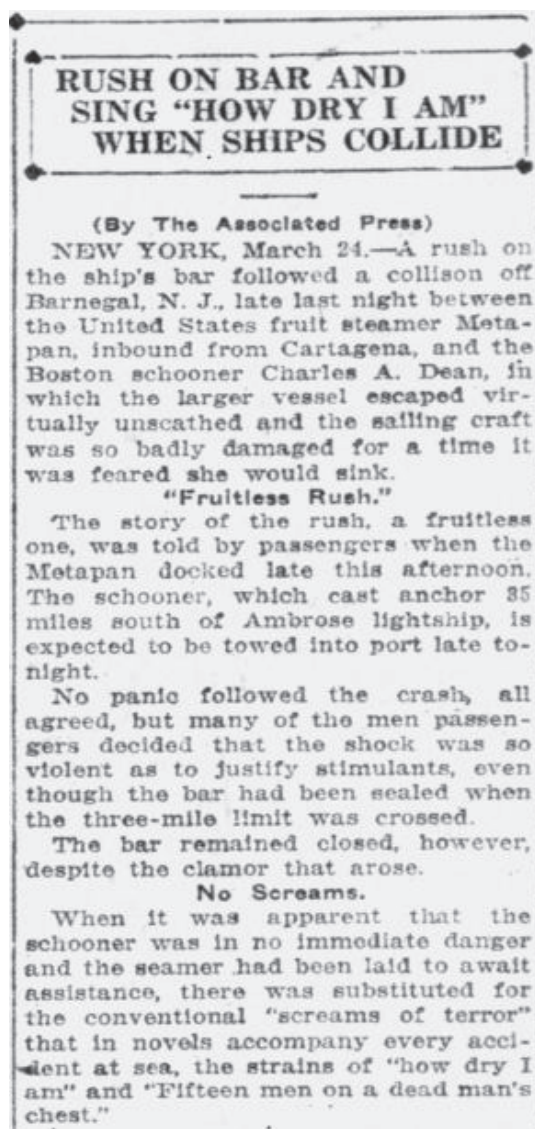 RUSH ON BAR AND
SING "HOW DRY I AM"
WHEN SHIPS COLLIDE
(By The Associated Press)
NEW YORK, March 24.—A rush on
the ship's bar followed a collison off
Barnegal, N. J., late last night between
the United States fruit steamer Meta-
pan, inbound from Cartagena, and the
Boston schooner Charles A. Dean, in
which the larger vessel escaped vir-
tually unscathed and the sailing craft
was so badly damaged for a time it
was feared she would sink.
"Fruitless Rush."
The story of the rush, a fruitless
one, was told by passengers when the
Metapan docked late this afternoon.
The schooner, which cast anchor 35
miles south of Ambrose lightship, is
expected to be towed into port late to-
night.
No panic followed the crash, all
agreed, but many of the men passen-
gers decided that the shock was so
violent as to justify stimulants, even
though the bar had been sealed when
the three-mile limit was crossed.
The bar remained closed, however,
despite the clamor that arose.
No Screams.
When it was apparent that the
schooner was in no immediate danger
and the seamer had been laid to await
assistance, there was substituted for
the conventional "screams of terror"
that in novels accompany every acci-
dent at sea, the strains of "how dry I
am" and "Fifteen men on a dead man's
chest."